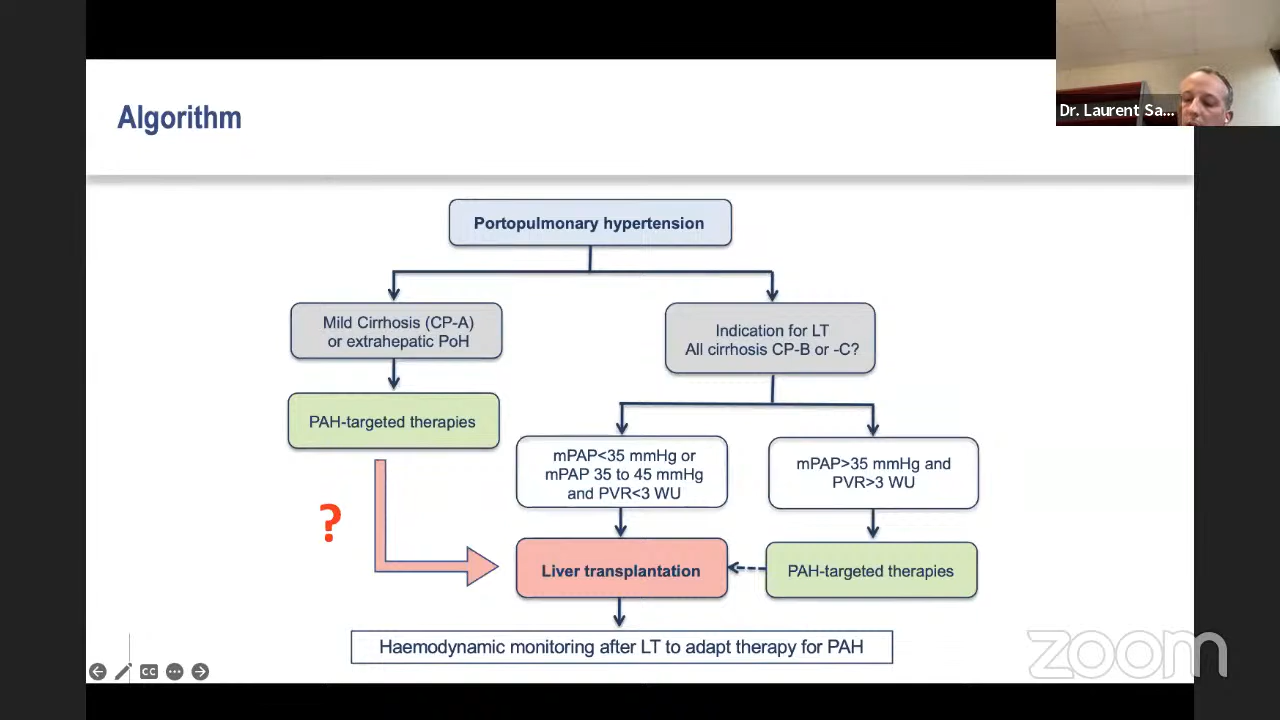 Dr. Laurent Sa...
Algorithm
Portopulmonary hypertension
Mild Cirrhosis (CP-A)
or extrahepatic PoH
Indication for LT
All cirrhosis CP-B or -C?
PAH-targeted therapies
mPAP<35 mmHg or
mPAP 35 to 45 mmHg
and PVR<3 WU
mPAP>35 mmHg and
PVR>3 WU
?
Liver transplantation
PAH-targeted therapies
Haemodynamic monitoring after LT to adapt therapy for PAH
CC
zoom